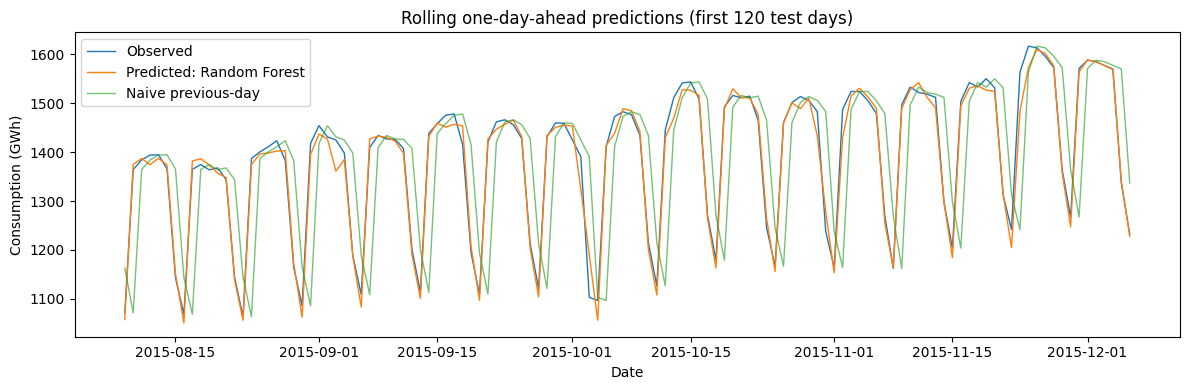 Rolling one-day-ahead predictions (first 120 test days)
Observed
Predicted: Random Forest
Naive previous-day
Consumption (GWh)
1600
1500
1400
1300
1200
1100
2015-08-15
2015-09-01
2015-09-15
2015-10-01
2015-10-15
2015-11-01
2015-11-15
2015-12-01
Date